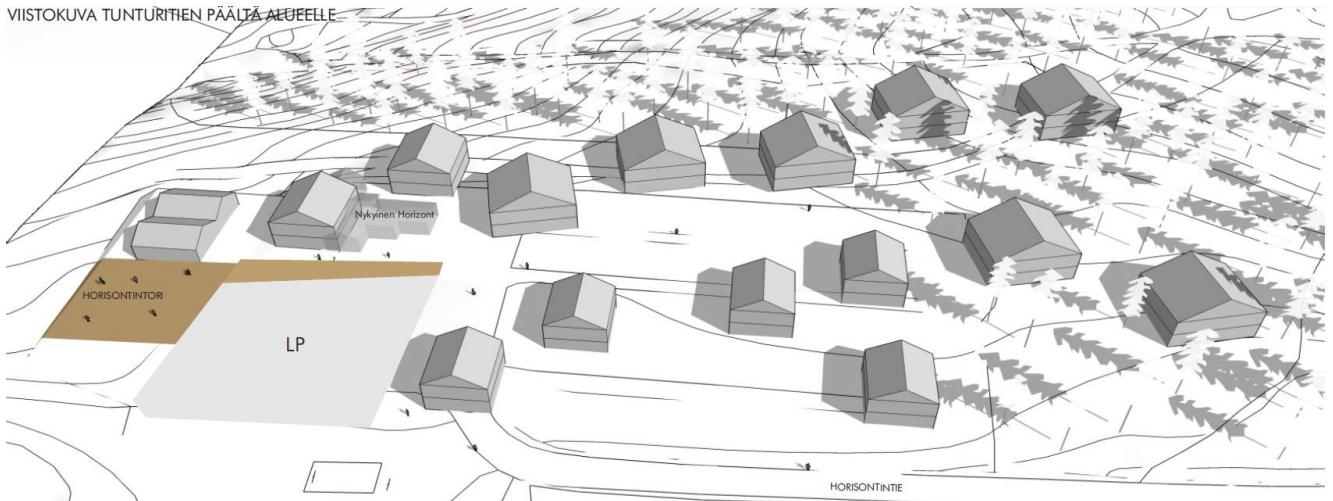 VIISTOKUVA TUNTURITIEN PÄÄLTÄ ALUEELLE
Nykyinen Horizont
HORISONTINTORI
LP
HORISONTINTIE